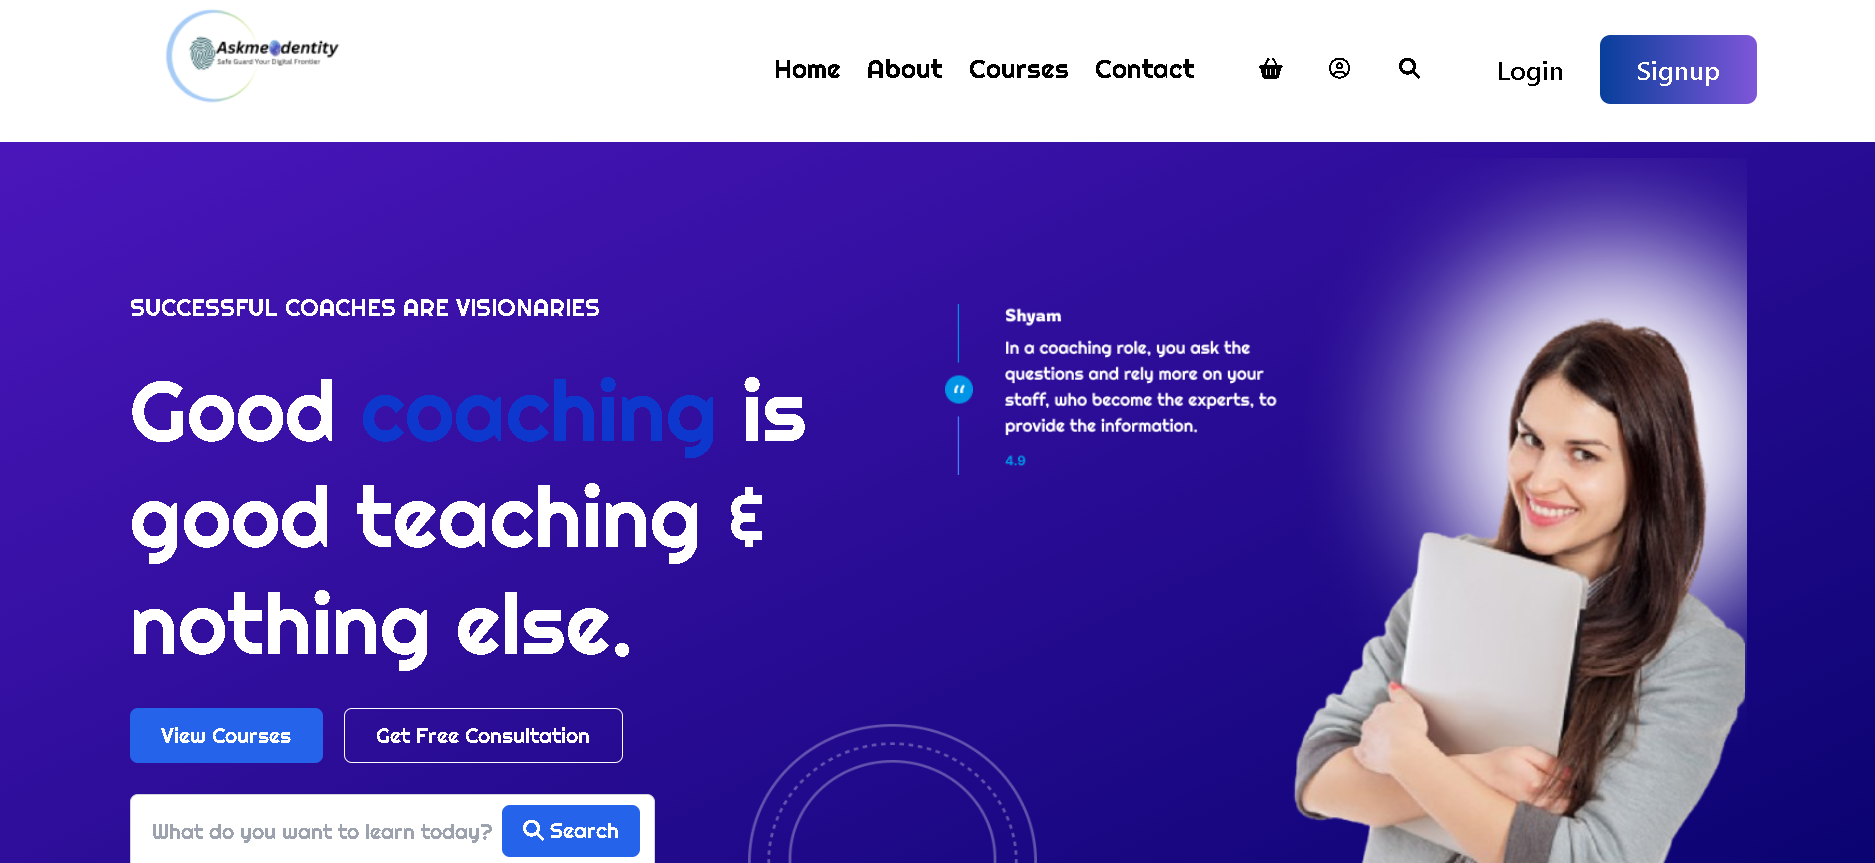 Askme dentity
Safe Guard Your Digital Frontier
Home About Courses Contact Login Signup
SUCCESSFUL COACHES ARE VISIONARIES
Good coaching is
good teaching &
nothing else.
View Courses Get Free Consultation
What do you want to learn today? Search
Shyam
In a coaching role, you ask the
questions and rely more on your
staff, who become the experts, to
provide the information.
4.9